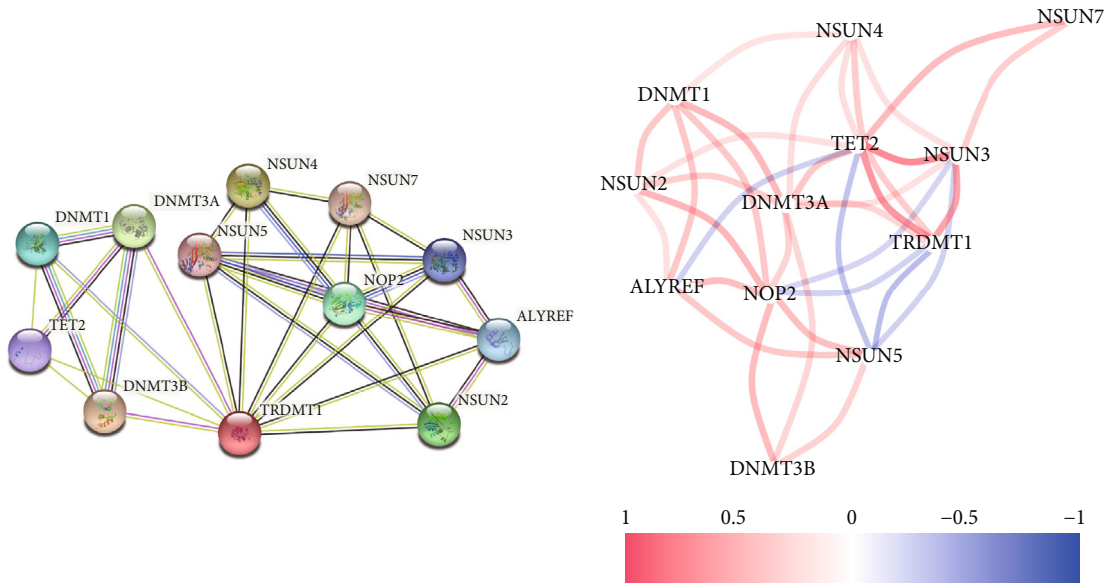 NSUN4
NSUN7
DNMT3A
DNMT1
NSUN5
NSUN3
NOP2
ALYREF
TET2
DNMT3B
TRDMT1
NSUN2
NSUN7
NSUN4
DNMT1
TET2
NSUN3
NSUN2
DNMT3A
TRDMT1
ALYREF
NOP2
NSUN5
DNMT3B
1 0.5 0 −0.5 −1